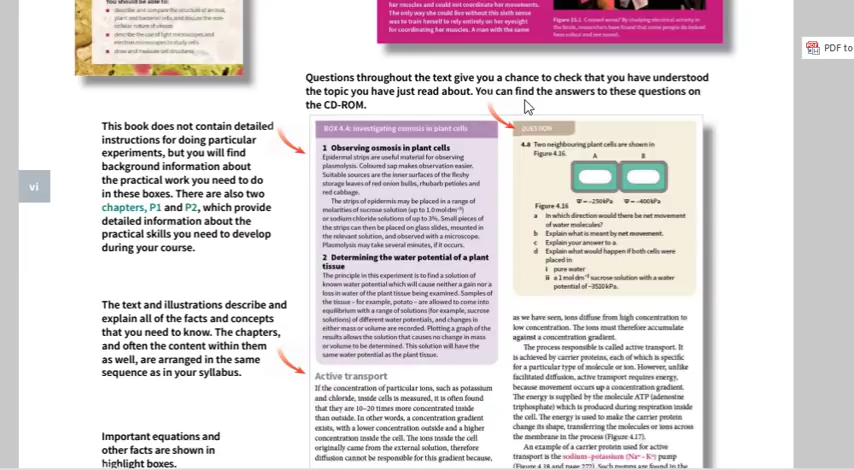 You should be able to:
describe and compare the structure of animal,
plant and bacterial cells, and discuss the non-
cellular nature of viruses
describe the use of light microscopes and
electron microscopes to study cells
draw and measure cell structures
her muscles and could not coordinate her movements.
The only way she could live without this sixth sense
was to train herself to rely entirely on her eyesight
for coordinating her muscles. A man with the same
PDF to
Questions throughout the text give you a chance to check that you have understood
the topic you have just read about. You can find the answers to these questions on
the CD-ROM.
This book does not contain detailed
instructions for doing particular
experiments, but you will find
background information about
the practical work you need to do
in these boxes. There are also two
chapters, P1 and P2, which provide
detailed information about the
practical skills you need to develop
during your course.
vi
The text and illustrations describe and
explain all of the facts and concepts
that you need to know. The chapters,
and often the content within them
as well, are arranged in the same
sequence as in your syllabus.
Important equations and
other facts are shown in
highlight boxes.
BOX 4.4: Investigating osmosis in plant cells
1 Observing osmosis in plant cells
Epidermal strips are useful material for observing
plasmolysis. Coloured sap makes observation easier.
Suitable sources are the inner surfaces of the fleshy
storage leaves of red onion bulbs, rhubarb petioles and
red cabbage.
The strips of epidermis may be placed in a range of
molarities of sucrose solution (up to 1.0 mol dm⁻³)
or sodium chloride solutions of up to 3%. Small pieces of
the strips can then be placed on glass slides, mounted in
the relevant solution, and observed with a microscope.
Plasmolysis may take several minutes, if it occurs.
2 Determining the water potential of a plant
tissue
The principle in this experiment is to find a solution of
known water potential which will cause neither a gain nor a
loss in water of the plant tissue being examined. Samples of
the tissue – for example, potato – are allowed to come into
equilibrium with a range of solutions (for example, sucrose
solutions) of different water potentials, and changes in
either mass or volume are recorded. Plotting a graph of the
results allows the solution that causes no change in mass
or volume to be determined. This solution will have the
same water potential as the plant tissue.
Active transport
If the concentration of particular ions, such as potassium
and chloride, inside cells is measured, it is often found
that they are 10–20 times more concentrated inside
than outside. In other words, a concentration gradient
exists, with a lower concentration outside and a higher
concentration inside the cell. The ions inside the cell
originally came from the external solution, therefore
diffusion cannot be responsible for this gradient because,
QUESTION
4.8 Two neighbouring plant cells are shown in
Figure 4.16.
A B
Ψ = –250 kPa Ψ = –400 kPa
Figure 4.16
a In which direction would there be net movement
of water molecules?
b Explain what is meant by net movement.
c Explain your answer to a.
d Explain what would happen if both cells were
placed in
i pure water
ii a 1 mol dm⁻³ sucrose solution with a water
potential of –3510 kPa.
as we have seen, ions diffuse from high concentration to
low concentration. The ions must therefore accumulate
against a concentration gradient.
The process responsible is called active transport. It
is achieved by carrier proteins, each of which is specific
for a particular type of molecule or ion. However, unlike
facilitated diffusion, active transport requires energy,
because movement occurs up a concentration gradient.
The energy is supplied by the molecule ATP (adenosine
triphosphate) which is produced during respiration inside
the cell. The energy is used to make the carrier protein
change its shape, transferring the molecules or ions across
the membrane in the process (Figure 4.17).
An example of a carrier protein used for active
transport is the sodium–potassium (Na⁺–K⁺) pump
(Figure 4.18 and page 272). Such pumps are found in the